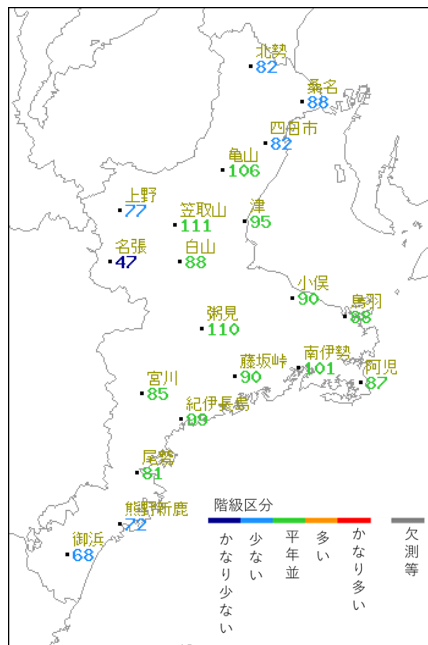 北勢
82
桑名
88
四日市
82
亀山
106
上野
77
笠取山
111
津
95
名張
47
白山
88
小俣
90
鳥羽
88
粥見
110
藤坂峠
90
南伊勢
101
阿児
87
宮川
85
紀伊長島
99
尾鷲
81
熊野新鹿
72
御浜
68
階級区分
かなり少ない
少ない
平年並
多い
かなり多い
欠測等